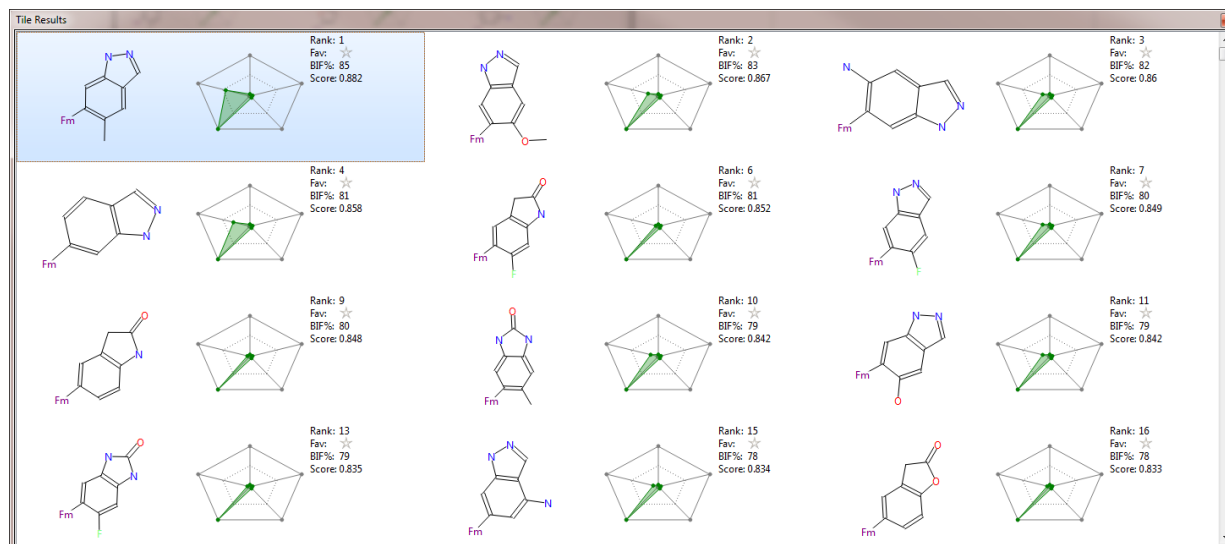 Tile Results
N N
Fm
Rank: 1
Fav:
BIF%: 85
Score: 0.882
N
N
Fm
O
Rank: 2
Fav:
BIF%: 83
Score: 0.867
N
N
Fm
N
Rank: 3
Fav:
BIF%: 82
Score: 0.86
N
N
Fm
Rank: 4
Fav:
BIF%: 81
Score: 0.858
O
N
Fm
F
Rank: 6
Fav:
BIF%: 81
Score: 0.852
N
N
Fm
F
Rank: 7
Fav:
BIF%: 80
Score: 0.849
O
N
Fm
Rank: 9
Fav:
BIF%: 80
Score: 0.848
O
N N
Fm
Rank: 10
Fav:
BIF%: 79
Score: 0.842
N N
Fm
O
Rank: 11
Fav:
BIF%: 79
Score: 0.842
N
O
N
Fm
F
Rank: 13
Fav:
BIF%: 79
Score: 0.835
N
N
N
Fm
Rank: 15
Fav:
BIF%: 78
Score: 0.834
O
O
Fm
Rank: 16
Fav:
BIF%: 78
Score: 0.833